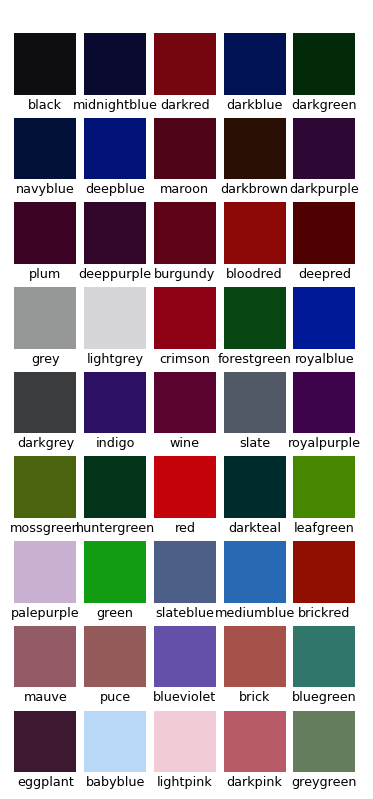 black midnightblue darkred darkblue darkgreen
navyblue deepblue maroon darkbrown darkpurple
plum deeppurple burgundy bloodred deepred
grey lightgrey crimson forestgreen royalblue
darkgrey indigo wine slate royalpurple
mossgreen huntergreen red darkteal leafgreen
palepurple green slateblue mediumblue brickred
mauve puce blueviolet brick bluegreen
eggplant babyblue lightpink darkpink greygreen